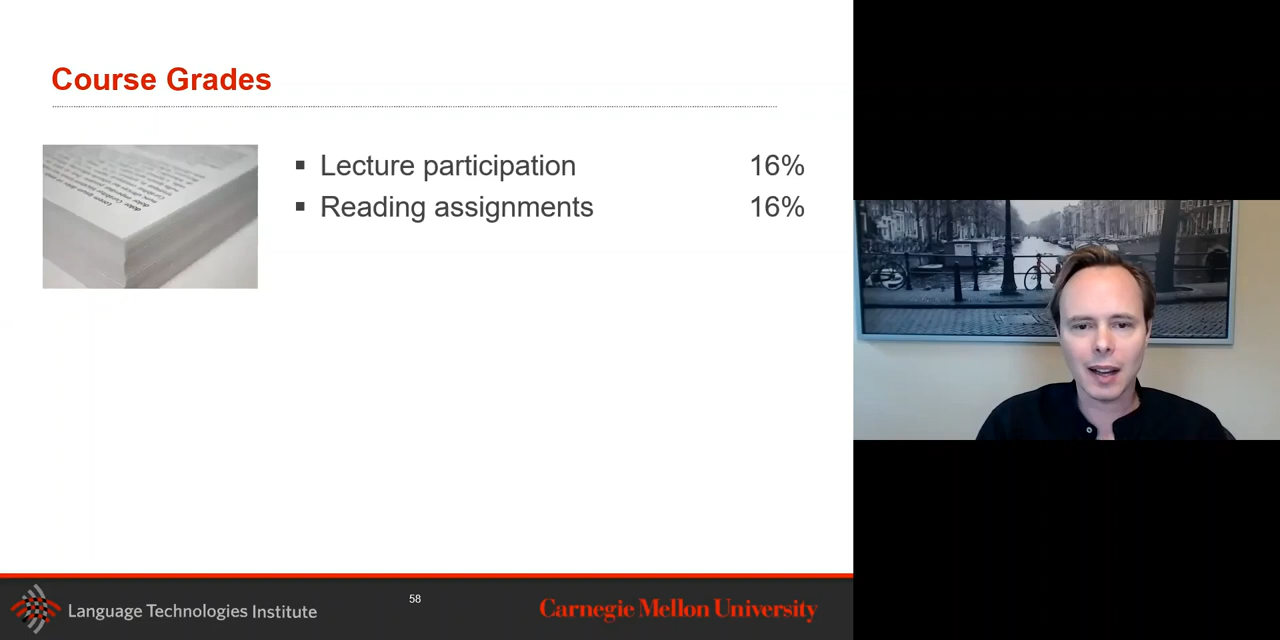 Course Grades
▪ Lecture participation 16%
▪ Reading assignments 16%
58
Language Technologies Institute
Carnegie Mellon University